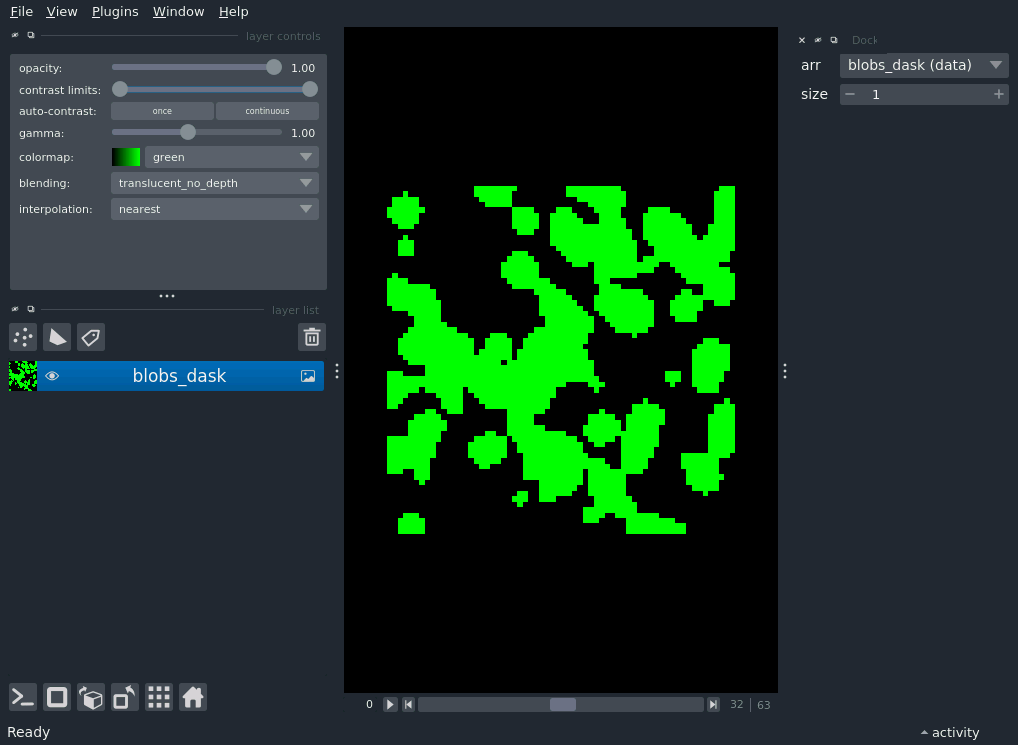 File View Plugins Window Help
layer controls
opacity: 1.00
contrast limits:
auto-contrast: once continuous
gamma: 1.00
colormap: green
blending: translucent_no_depth
interpolation: nearest
layer list
blobs_dask
0 32 63
Ready
activity
Dock
arr blobs_dask (data)
size 1